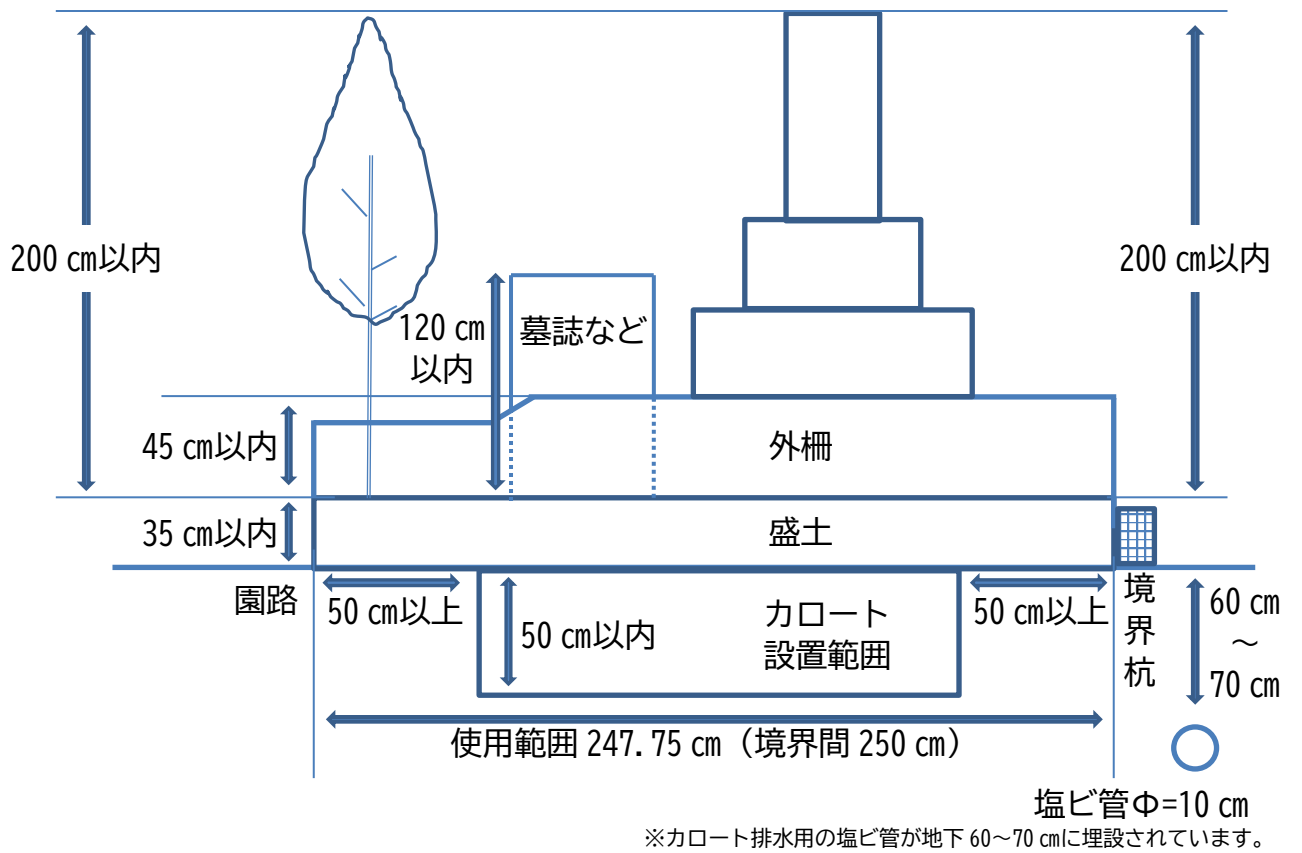 200 ㎝以内
200 ㎝以内
120 ㎝
以内
墓誌など
45 ㎝以内
外柵
35 ㎝以内
盛土
園路
50 ㎝以上
50 ㎝以内
カロート
設置範囲
50 ㎝以上
境界杭
60 ㎝
～
70 ㎝
使用範囲 247.75 ㎝（境界間 250 ㎝）
塩ビ管Φ=10 ㎝
※カロート排水用の塩ビ管が地下 60～70 ㎝に埋設されています。